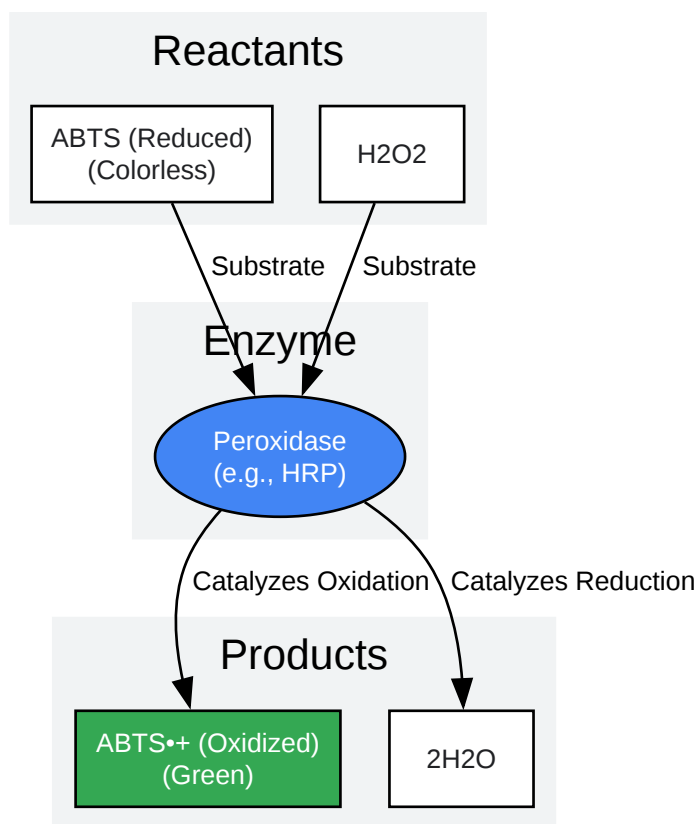 Reactants
ABTS (Reduced)
(Colorless)
H2O2
Substrate
Substrate
Enzyme
Peroxidase
(e.g., HRP)
Catalyzes Oxidation
Catalyzes Reduction
Products
ABTS•+ (Oxidized)
(Green)
2H2O